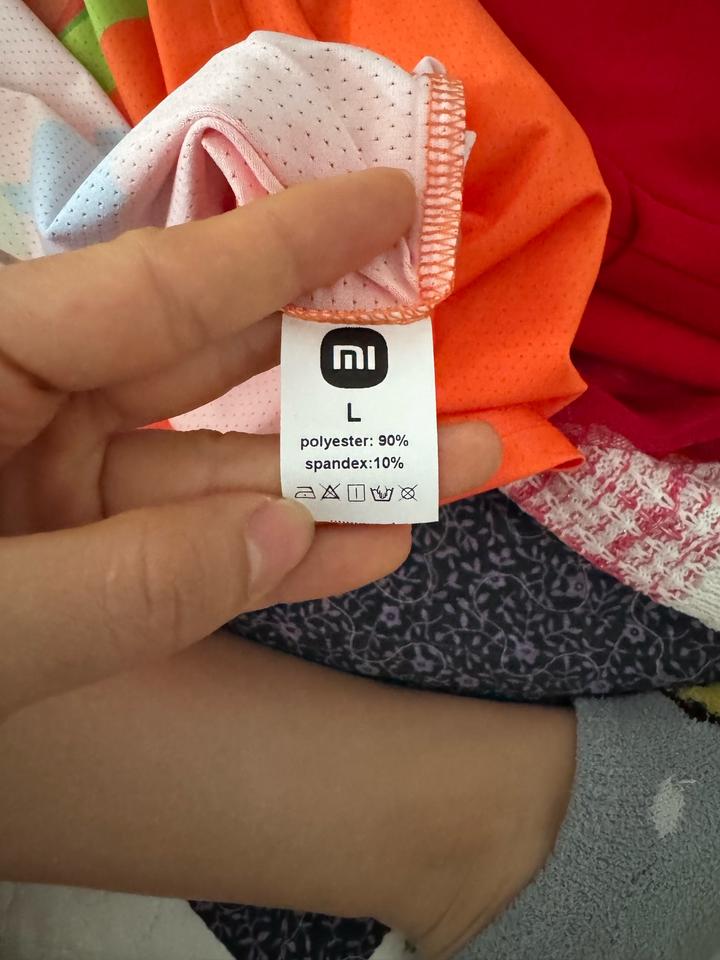 mi
L
polyester: 90%
spandex:10%